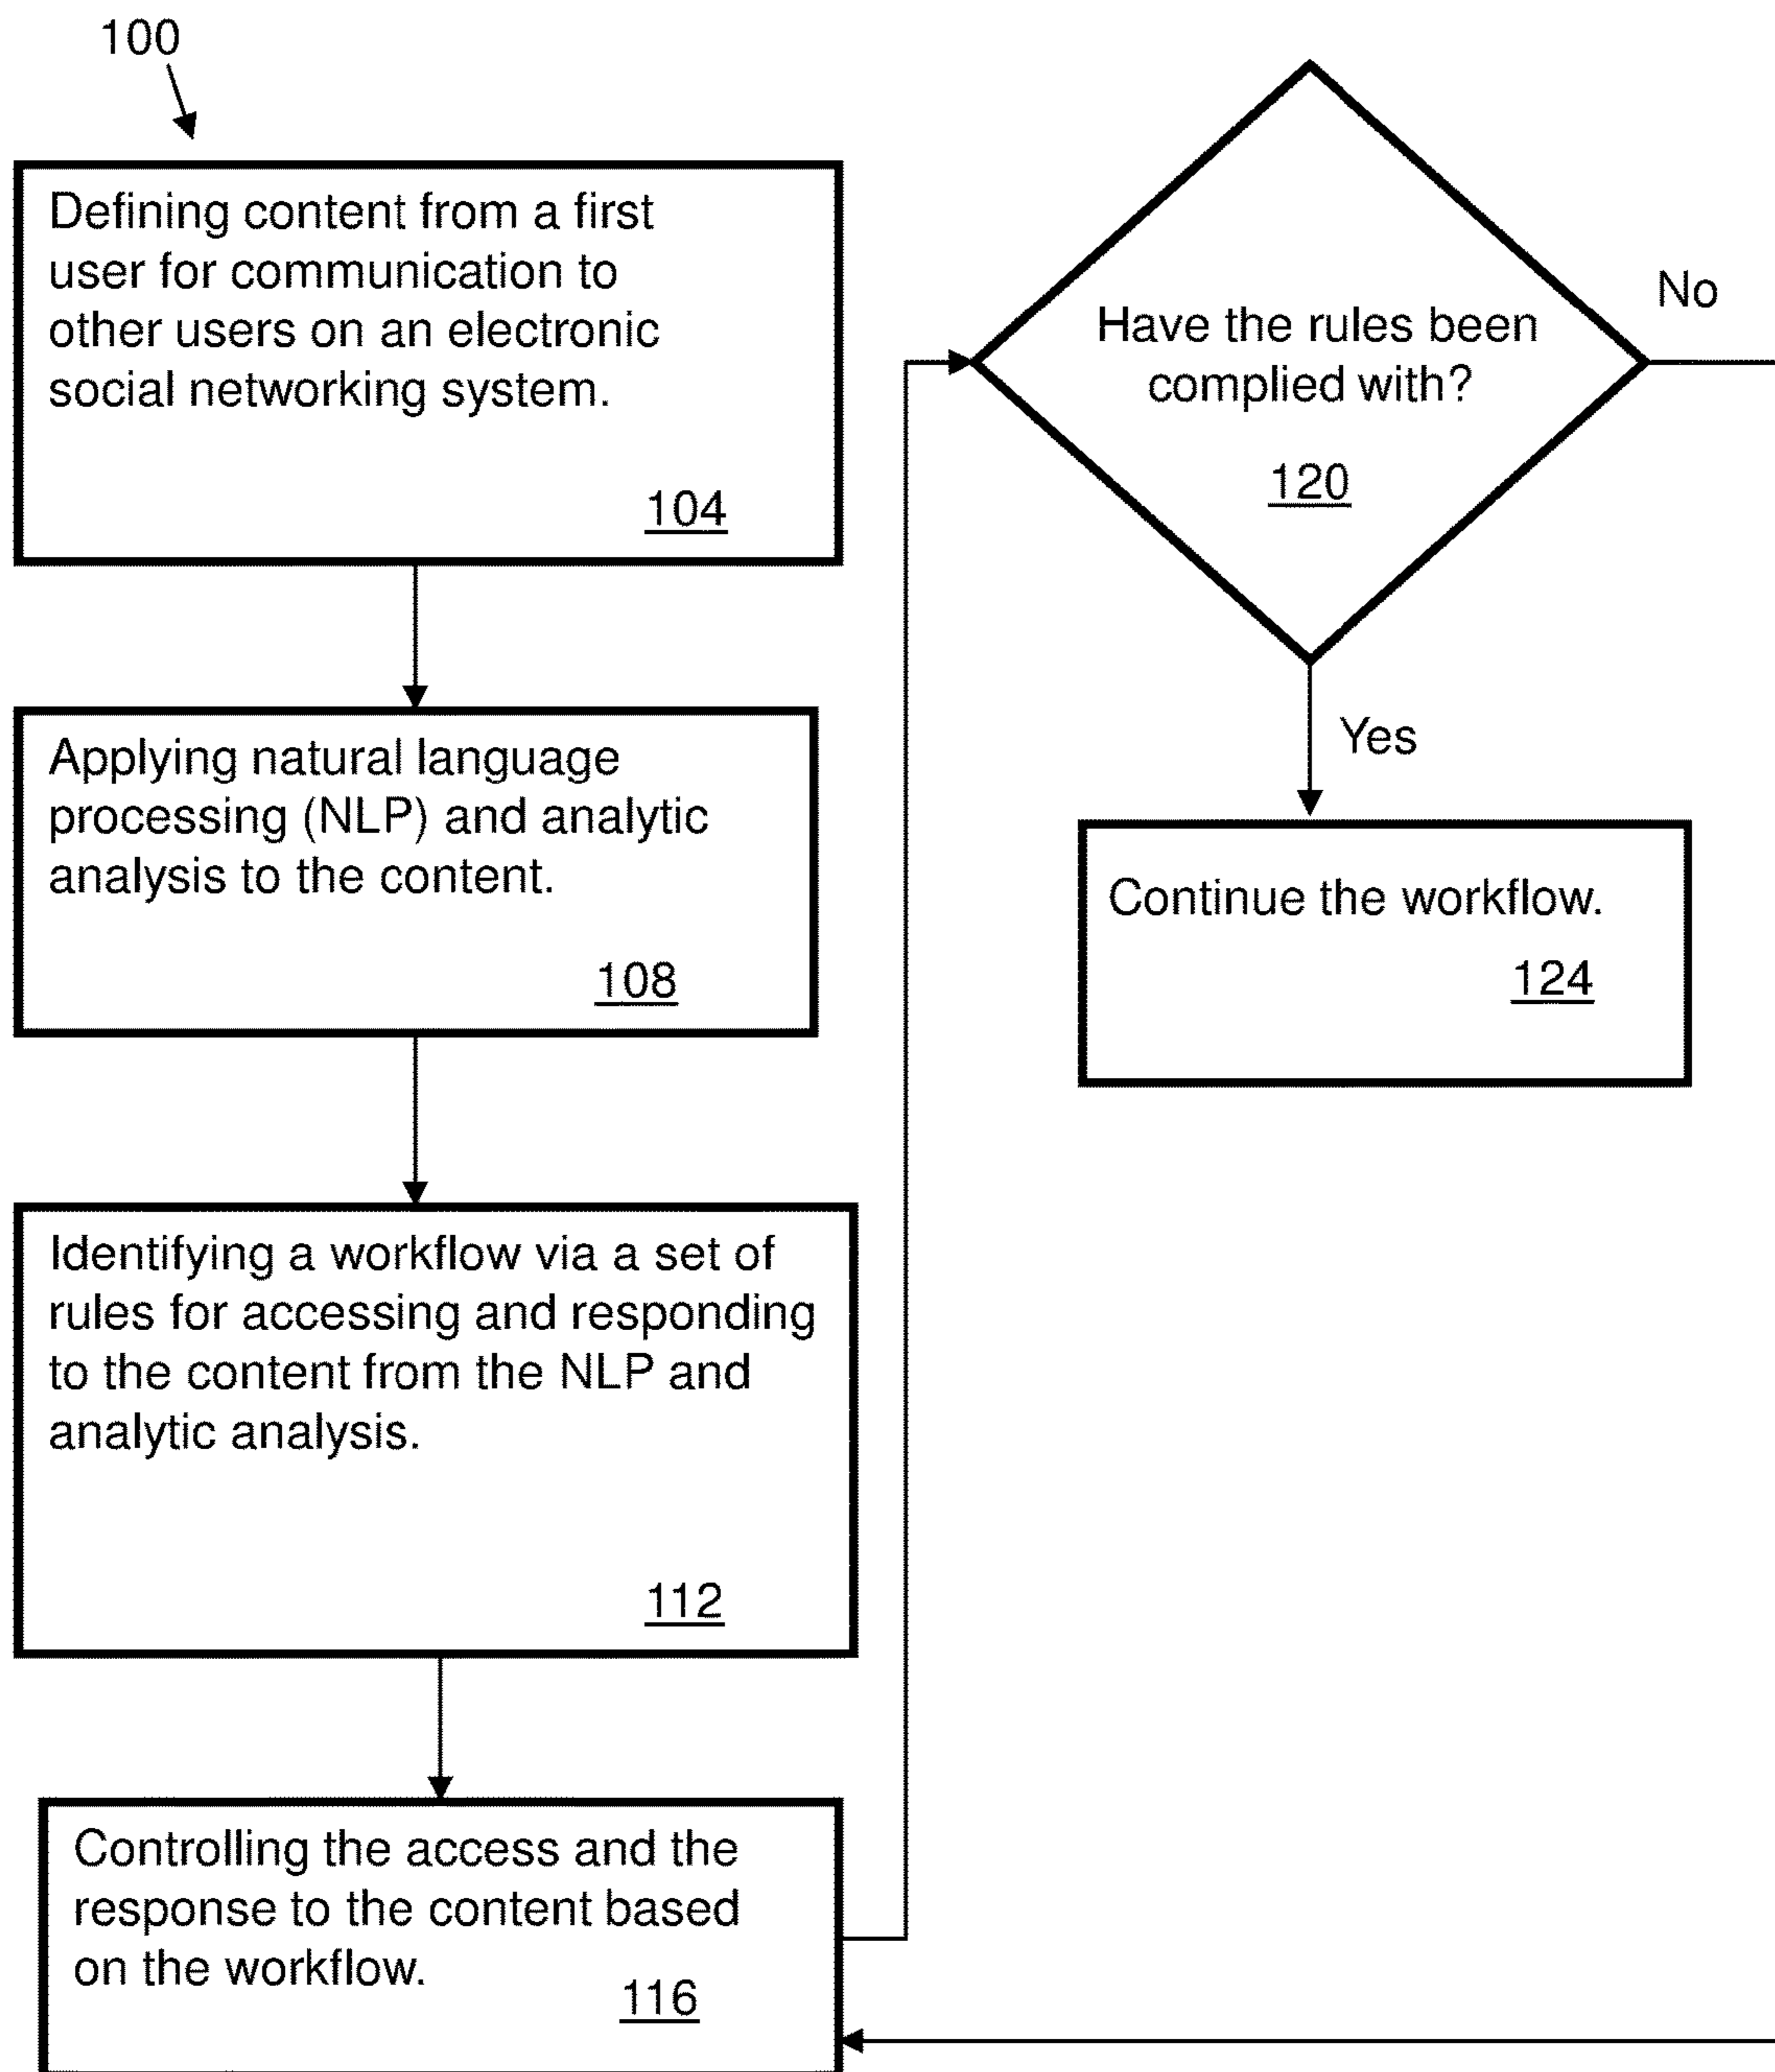 100
Defining content from a first
user for communication to
other users on an electronic
social networking system.
104
Applying natural language
processing (NLP) and analytic
analysis to the content.
108
Identifying a workflow via a set of
rules for accessing and responding
to the content from the NLP and
analytic analysis.
112
Controlling the access and the
response to the content based
on the workflow.
116
Have the rules been
complied with?
120
No
Yes
Continue the workflow.
124